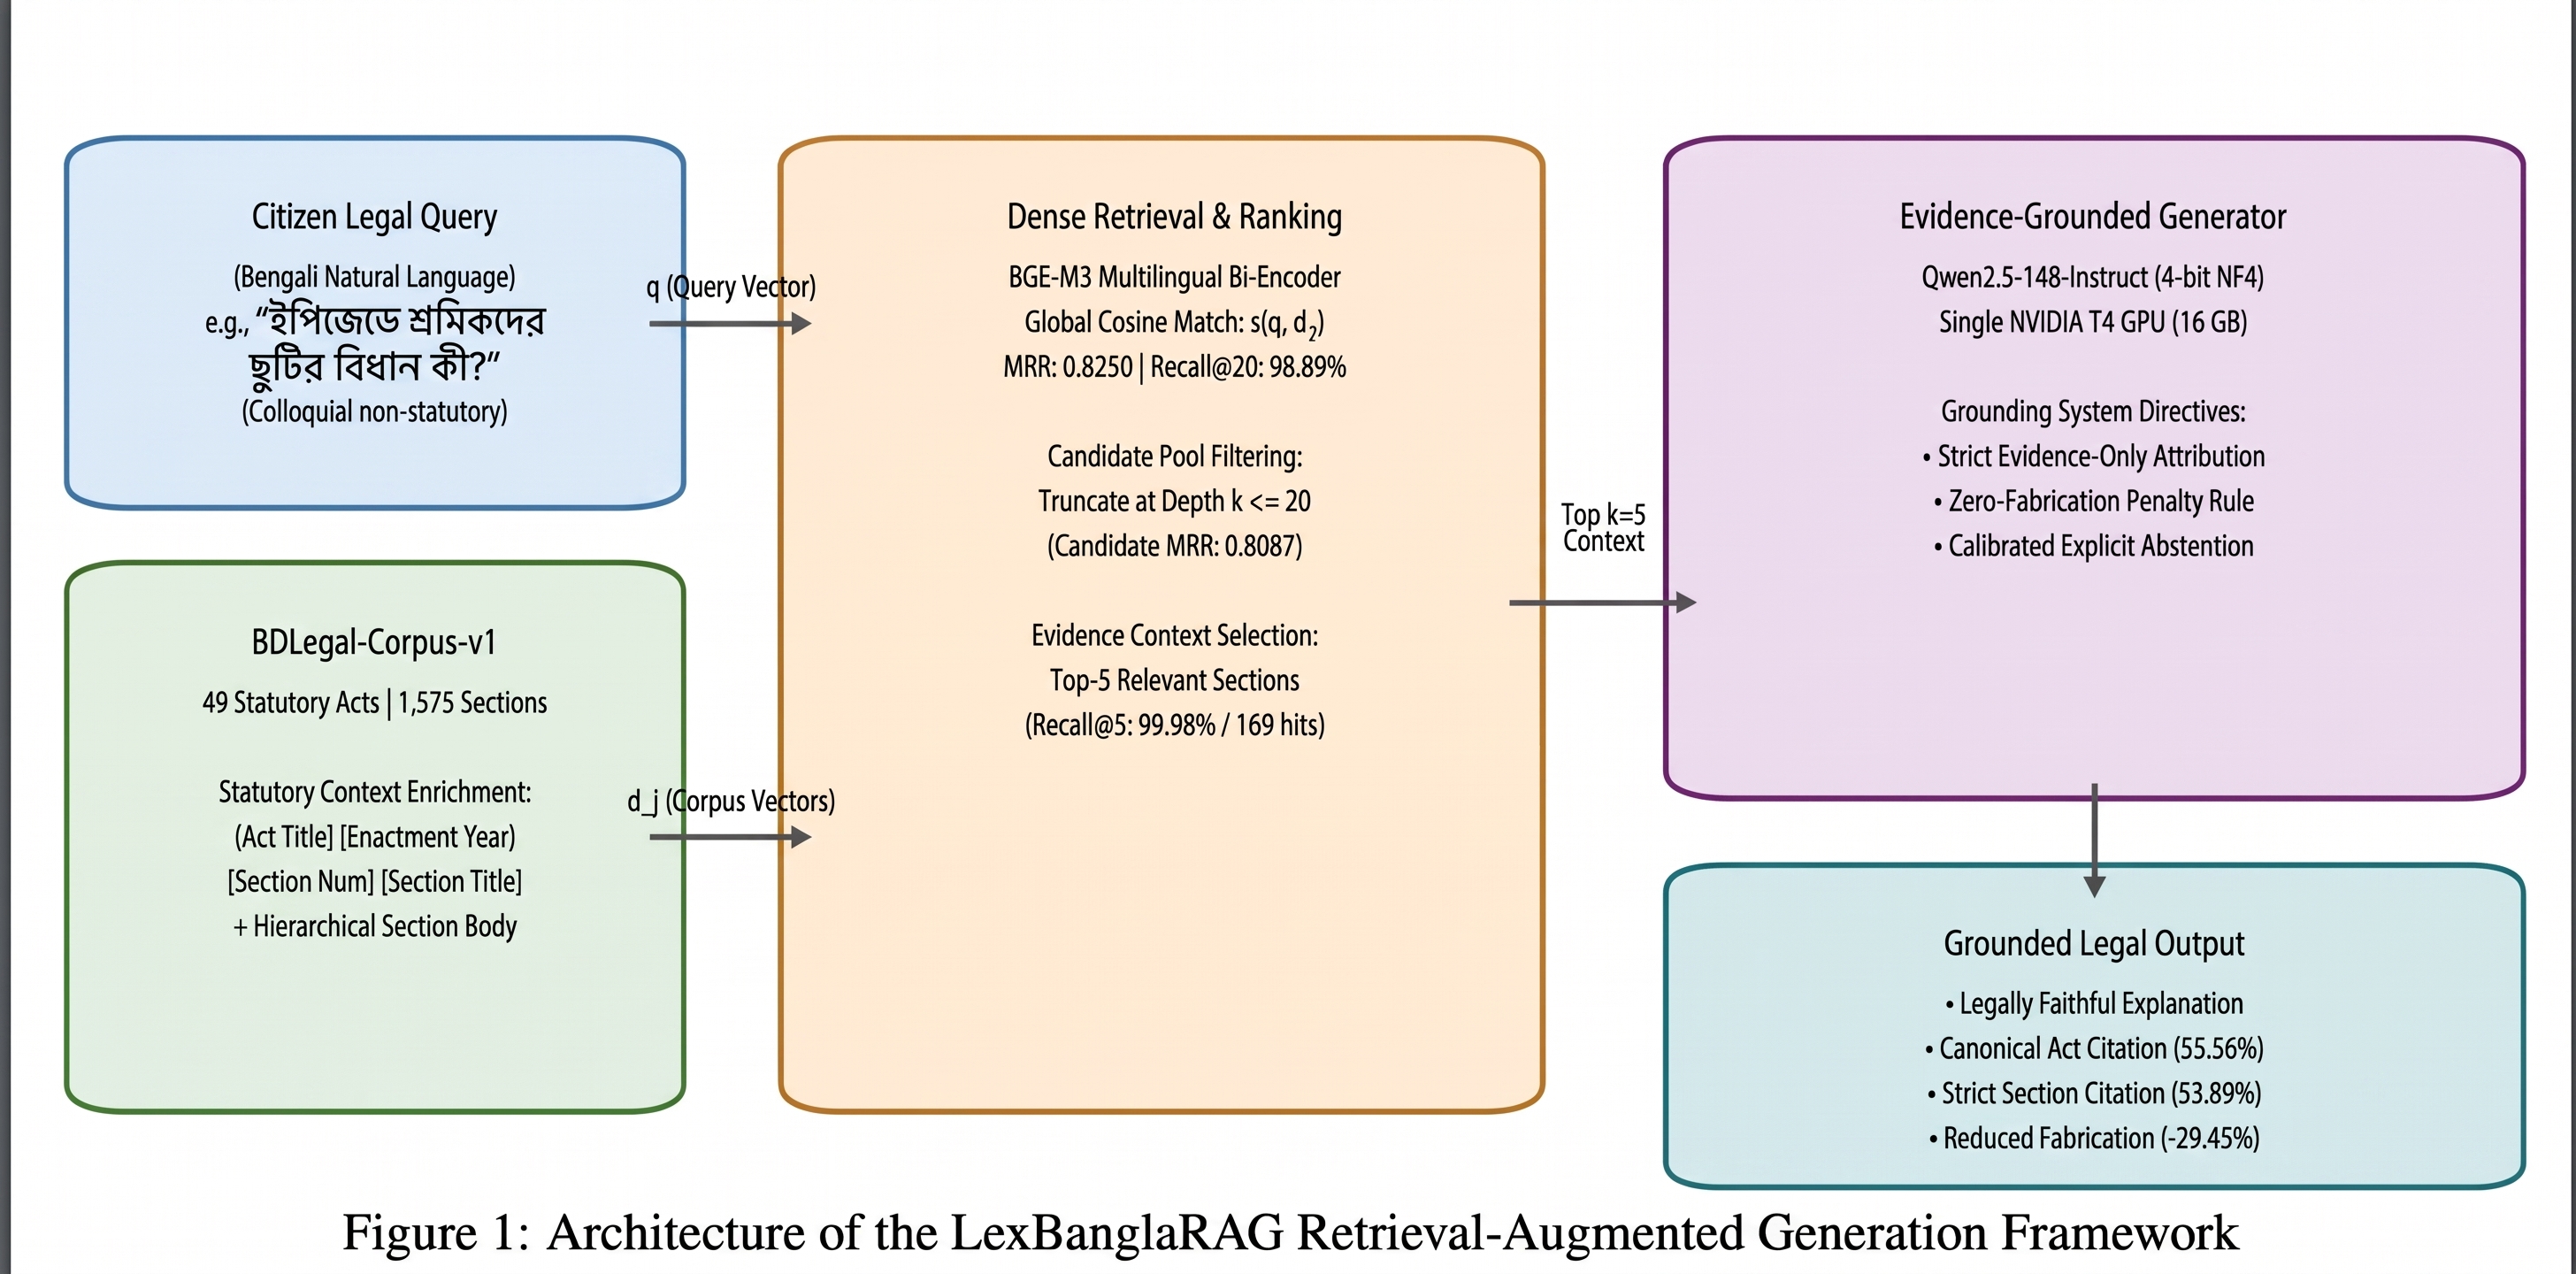 Citizen Legal Query
(Bengali Natural Language)
e.g., “ইপিজেডে শ্রমিকদের
ছুটির বিধান কী?”
(Colloquial non-statutory)
BDLegal-Corpus-v1
49 Statutory Acts | 1,575 Sections
Statutory Context Enrichment:
(Act Title] [Enactment Year)
[Section Num] [Section Title]
+ Hierarchical Section Body
q (Query Vector)
d_j (Corpus Vectors)
Dense Retrieval & Ranking
BGE-M3 Multilingual Bi-Encoder
Global Cosine Match: s(q, d₂)
MRR: 0.8250 | Recall@20: 98.89%
Candidate Pool Filtering:
Truncate at Depth k <= 20
(Candidate MRR: 0.8087)
Evidence Context Selection:
Top-5 Relevant Sections
(Recall@5: 99.98% / 169 hits)
Top k=5
Context
Evidence-Grounded Generator
Qwen2.5-148-Instruct (4-bit NF4)
Single NVIDIA T4 GPU (16 GB)
Grounding System Directives:
• Strict Evidence-Only Attribution
• Zero-Fabrication Penalty Rule
• Calibrated Explicit Abstention
Grounded Legal Output
• Legally Faithful Explanation
• Canonical Act Citation (55.56%)
• Strict Section Citation (53.89%)
• Reduced Fabrication (-29.45%)
Figure 1: Architecture of the LexBanglaRAG Retrieval-Augmented Generation Framework